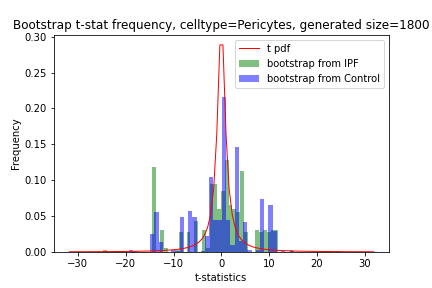 Bootstrap t-stat frequency, celltype=Pericytes, generated size=1800
t pdf
bootstrap from IPF
bootstrap from Control
Frequency
0.30
0.25
0.20
0.15
0.10
0.05
0.00
−30 −20 −10 0 10 20 30
t-statistics